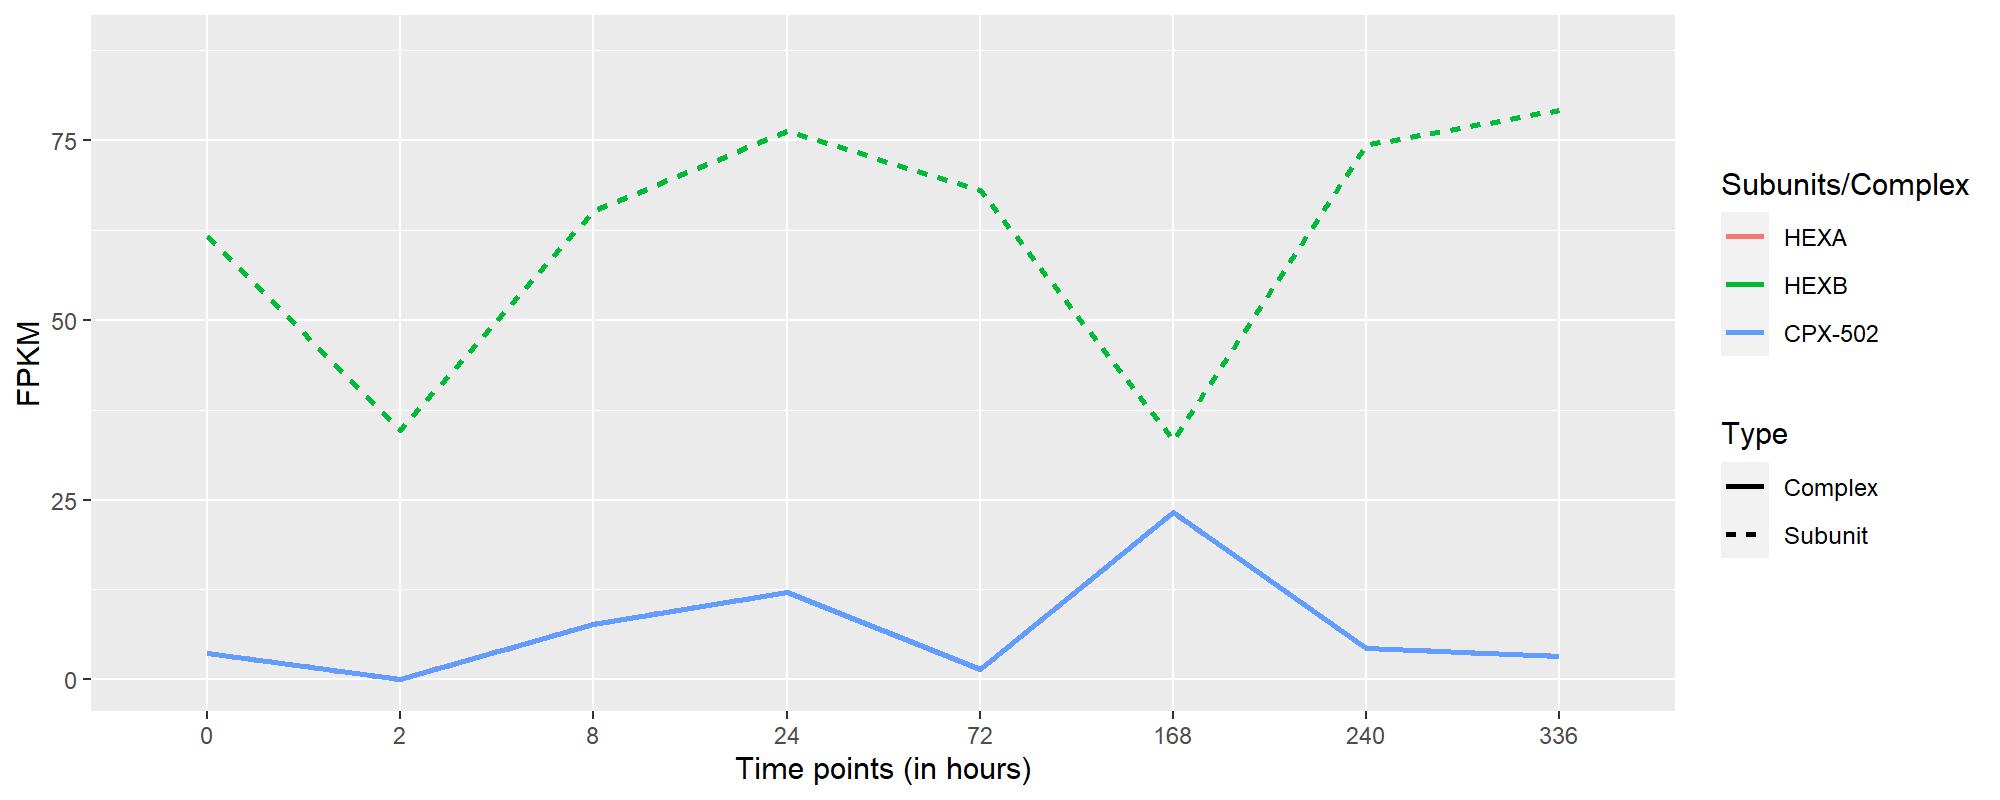 75
50
25
0
FPKM
0 2 8 24 72 168 240 336
Time points (in hours)
Subunits/Complex
HEXA
HEXB
CPX-502
Type
Complex
Subunit